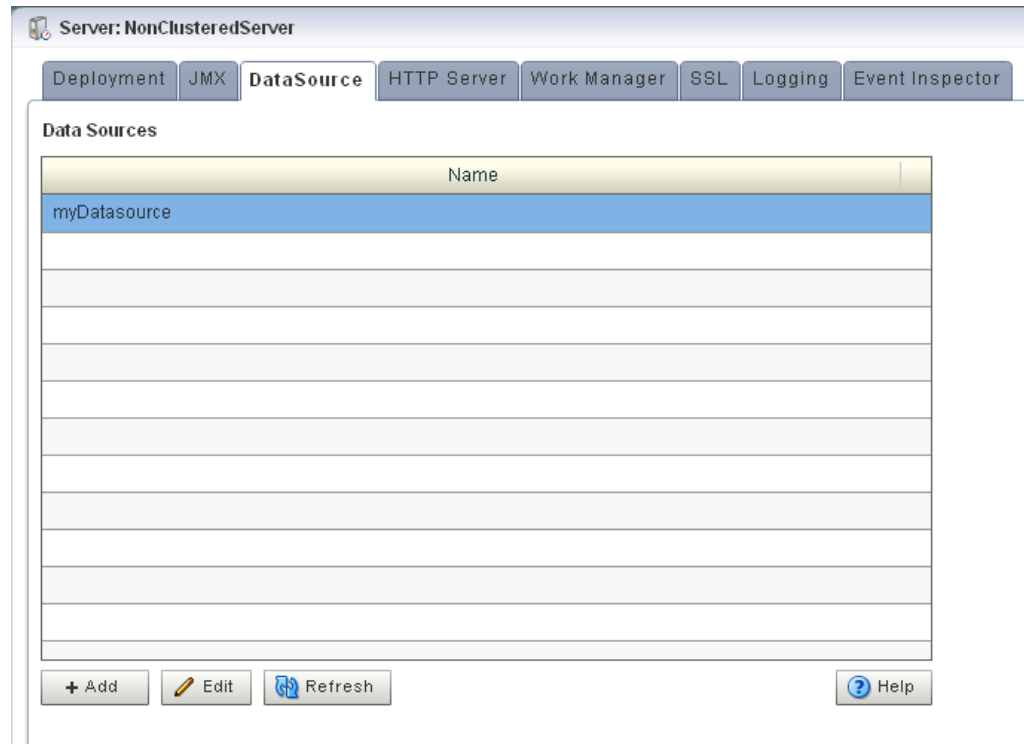 Server: NonClusteredServer
Deployment JMX DataSource HTTP Server Work Manager SSL Logging Event Inspector
Data Sources
Name
myDatasource
+ Add Edit Refresh ? Help